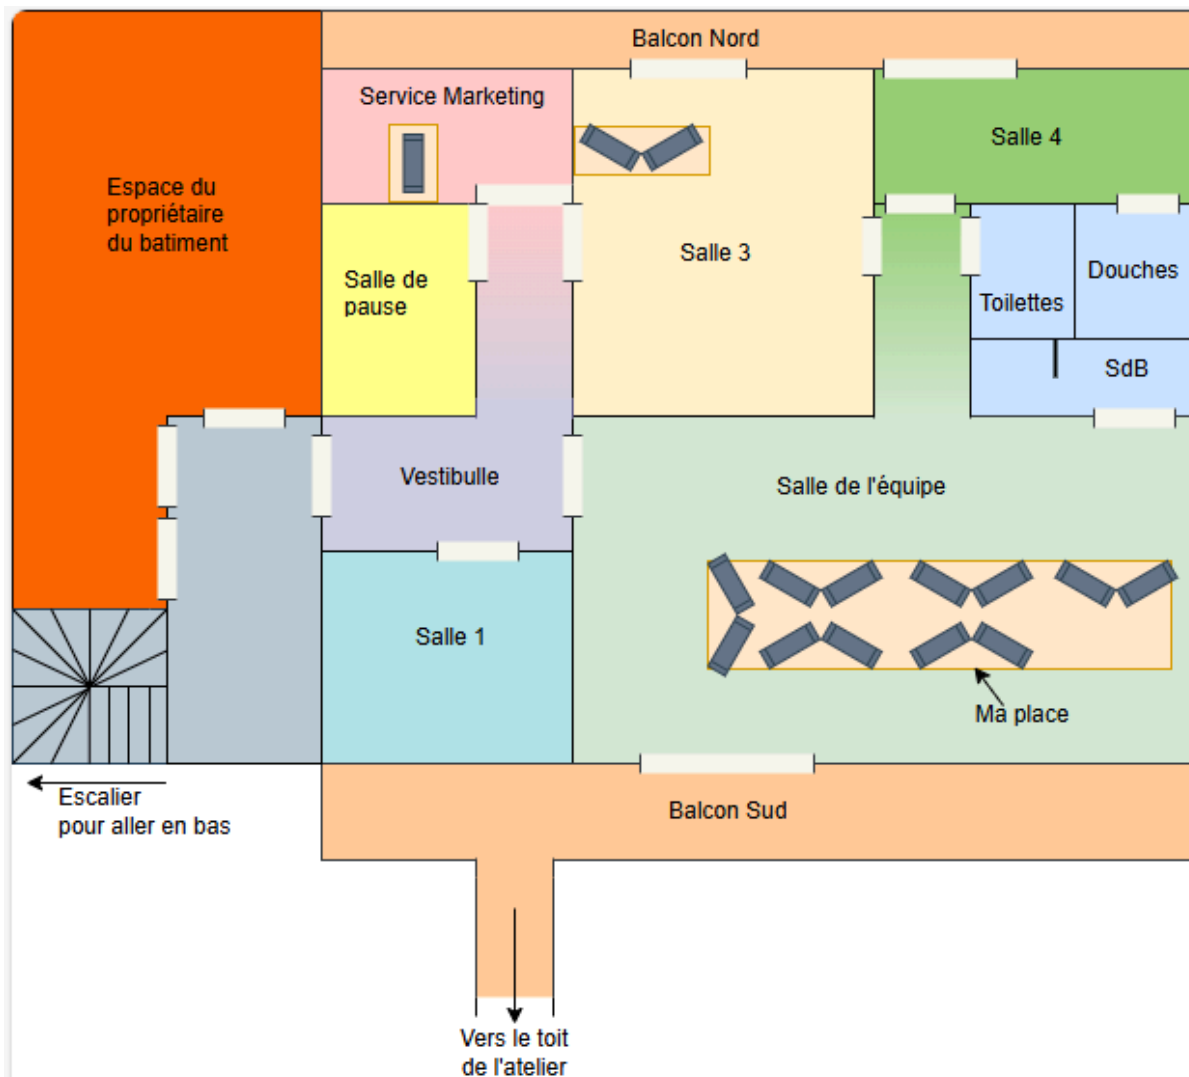 Balcon Nord
Service Marketing
Salle 4
Espace du
propriétaire
du batiment
Salle 3
Salle de
pause
Douches
Toilettes
SdB
Vestibulle
Salle de l'équipe
Salle 1
Ma place
Escalier
pour aller en bas
Balcon Sud
Vers le toit
de l'atelier